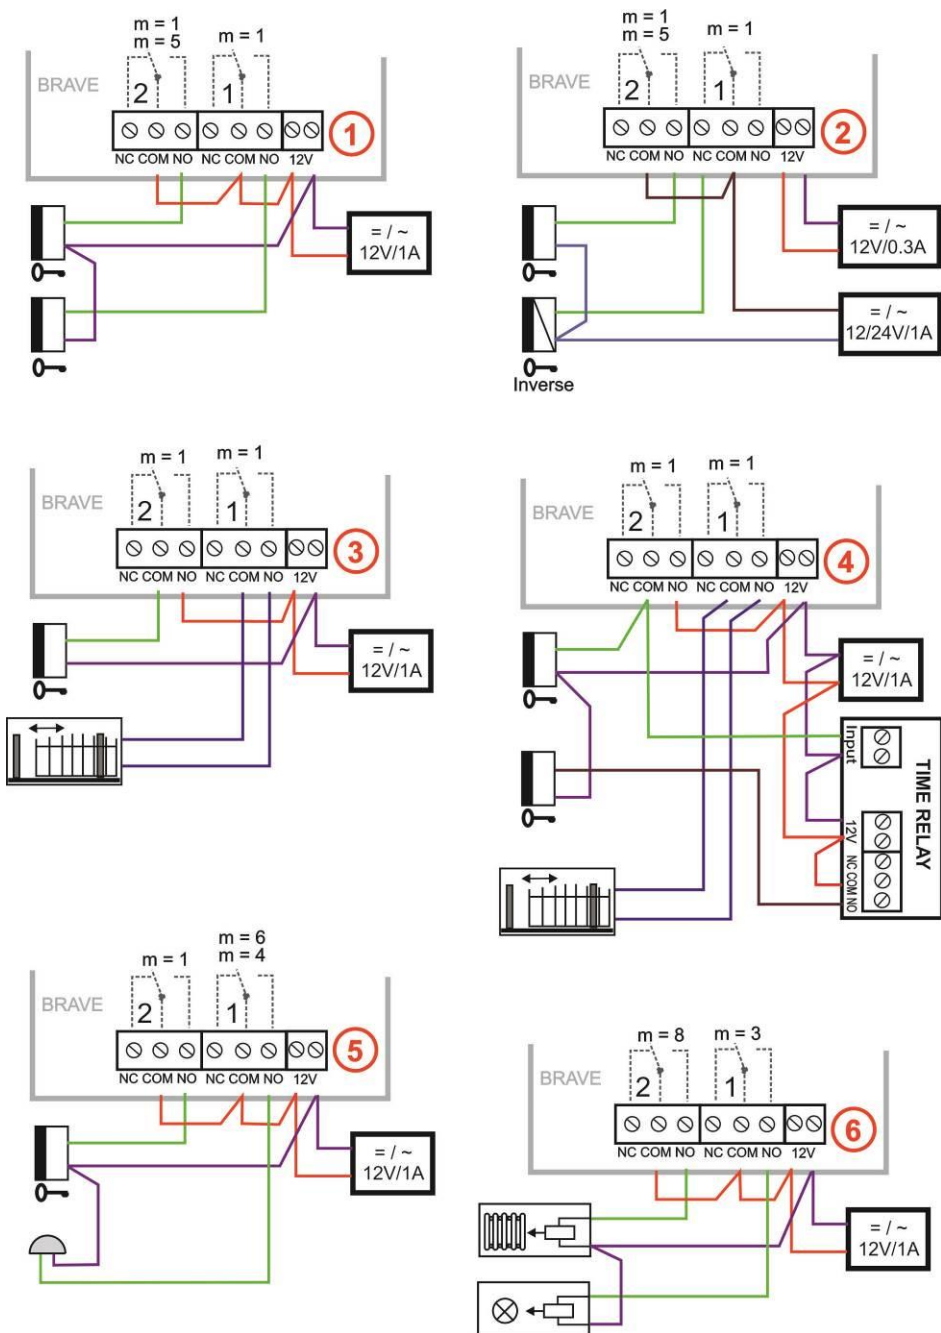 m = 1
m = 5
m = 1
BRAVE
2
1
1
NC COM NO
NC COM NO
12V
= / ~
12V/1A
m = 1
m = 5
m = 1
BRAVE
2
1
2
NC COM NO
NC COM NO
12V
= / ~
12V/0.3A
= / ~
12/24V/1A
Inverse
m = 1
m = 1
BRAVE
2
1
3
NC COM NO
NC COM NO
12V
= / ~
12V/1A
m = 1
m = 1
BRAVE
2
1
4
NC COM NO
NC COM NO
12V
= / ~
12V/1A
Input
12V
NC COM NO
TIME RELAY
m = 1
m = 6
m = 4
BRAVE
2
1
5
NC COM NO
NC COM NO
12V
= / ~
12V/1A
m = 8
m = 3
BRAVE
2
1
6
NC COM NO
NC COM NO
12V
= / ~
12V/1A